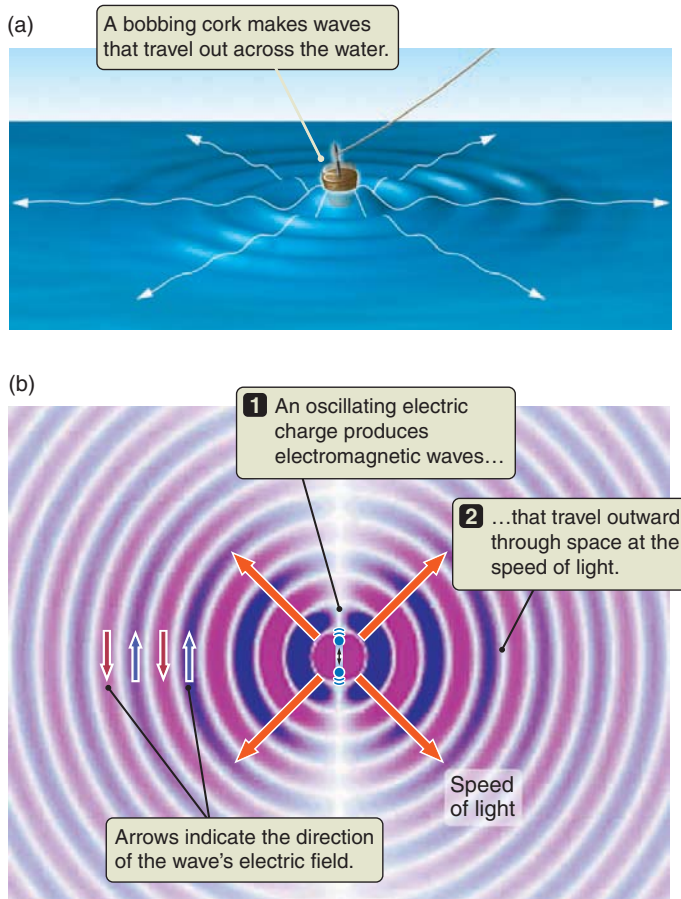 (a)
A bobbing cork makes waves
that travel out across the water.
(b)
1 An oscillating electric
charge produces
electromagnetic waves…
2 …that travel outward
through space at the
speed of light.
Speed
of light
Arrows indicate the direction
of the wave’s electric field.